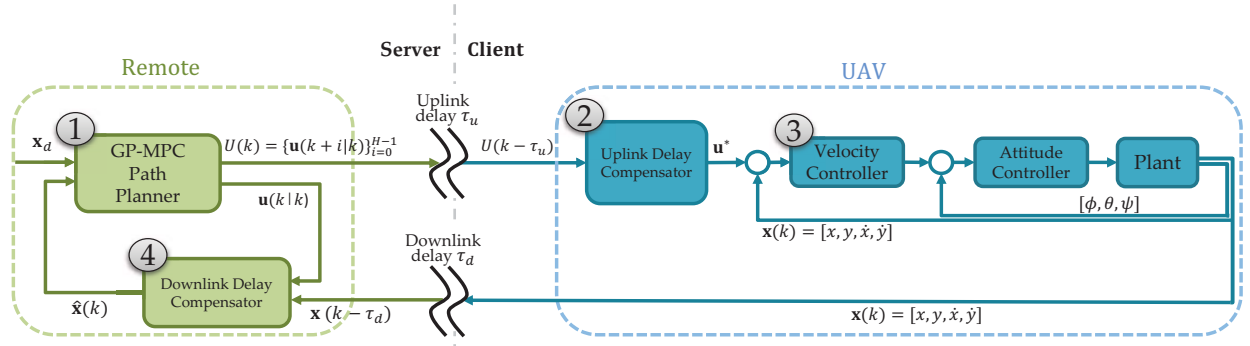 Server
Client
Remote
UAV
Uplink
delay τ_u
1
x_d
GP-MPC
Path
Planner
U(k) = {u(k + i|k)}_{i=0}^{H-1}
u(k|k)
U(k − τ_u)
2
Uplink Delay
Compensator
u*
3
Velocity
Controller
Attitude
Controller
Plant
[ϕ, θ, ψ]
x(k) = [x, y, ẋ, ẏ]
Downlink
delay τ_d
4
Downlink Delay
Compensator
x̂(k)
x (k − τ_d)
x(k) = [x, y, ẋ, ẏ]